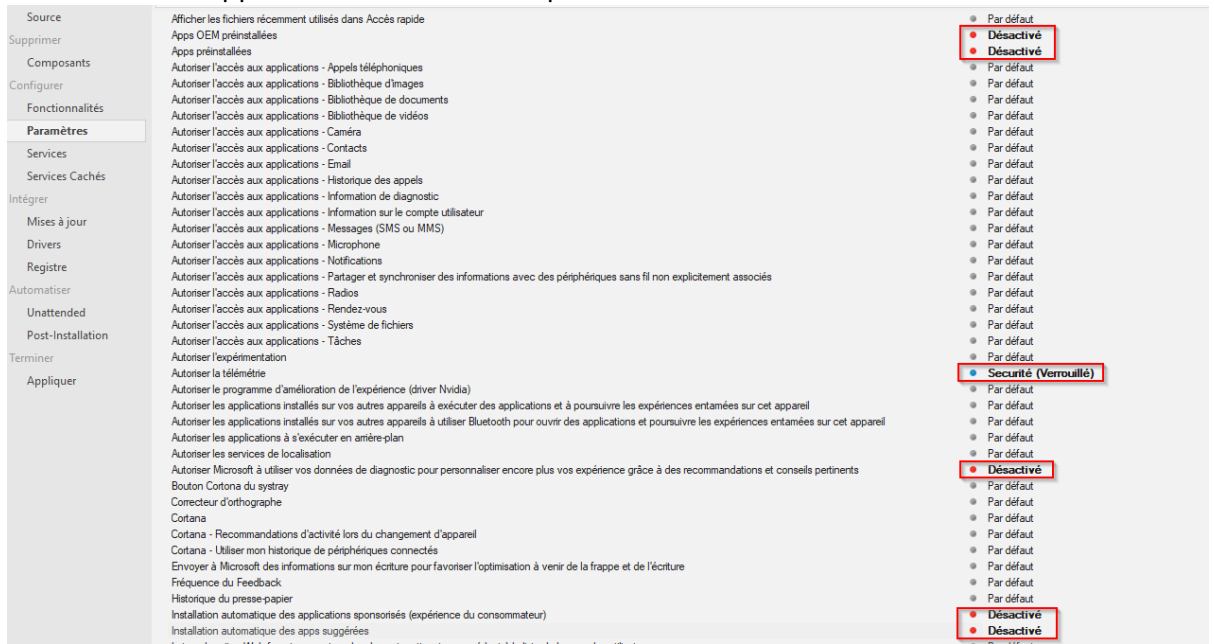 Source
Supprimer
Composants
Configurer
Fonctionnalités
Paramètres
Services
Services Cachés
Intégrer
Mises à jour
Drivers
Registre
Automatiser
Unattended
Post-Installation
Terminer
Appliquer
Afficher les fichiers récemment utilisés dans Accès rapide Par défaut
Apps OEM préinstallées Désactivé
Apps préinstallées Désactivé
Autoriser l'accès aux applications - Appels téléphoniques Par défaut
Autoriser l'accès aux applications - Bibliothèque d'images Par défaut
Autoriser l'accès aux applications - Bibliothèque de documents Par défaut
Autoriser l'accès aux applications - Bibliothèque de vidéos Par défaut
Autoriser l'accès aux applications - Caméra Par défaut
Autoriser l'accès aux applications - Contacts Par défaut
Autoriser l'accès aux applications - Email Par défaut
Autoriser l'accès aux applications - Historique des appels Par défaut
Autoriser l'accès aux applications - Information de diagnostic Par défaut
Autoriser l'accès aux applications - Information sur le compte utilisateur Par défaut
Autoriser l'accès aux applications - Messages (SMS ou MMS) Par défaut
Autoriser l'accès aux applications - Microphone Par défaut
Autoriser l'accès aux applications - Notifications Par défaut
Autoriser l'accès aux applications - Partager et synchroniser des informations avec des périphériques sans fil non explicitement associés Par défaut
Autoriser l'accès aux applications - Radios Par défaut
Autoriser l'accès aux applications - Rendez-vous Par défaut
Autoriser l'accès aux applications - Système de fichiers Par défaut
Autoriser l'accès aux applications - Tâches Par défaut
Autoriser l'expérimentation Par défaut
Autoriser la télémétrie Securité (Verrouillé)
Autoriser le programme d'amélioration de l'expérience (driver Nvidia) Par défaut
Autoriser les applications installés sur vos autres appareils à exécuter des applications et à poursuivre les expériences entamées sur cet appareil Par défaut
Autoriser les applications installés sur vos autres appareils à utiliser Bluetooth pour ouvrir des applications et poursuivre les expériences entamées sur cet appareil Par défaut
Autoriser les applications à s'exécuter en arrière-plan Par défaut
Autoriser les services de localisation Par défaut
Autoriser Microsoft à utiliser vos données de diagnostic pour personnaliser encore plus vos expérience grâce à des recommandations et conseils pertinents Désactivé
Bouton Cortona du systray Par défaut
Correcteur d'orthographe Par défaut
Cortana Par défaut
Cortana - Recommandations d'activité lors du changement d'appareil Par défaut
Cortana - Utiliser mon historique de périphériques connectés Par défaut
Envoyer à Microsoft des informations sur mon écriture pour favoriser l'optimisation à venir de la frappe et de l'écriture Par défaut
Fréquence du Feedback Par défaut
Historique du presse-papier Par défaut
Installation automatique des applications sponsorisés (expérience du consommateur) Désactivé
Installation automatique des apps suggérées Désactivé